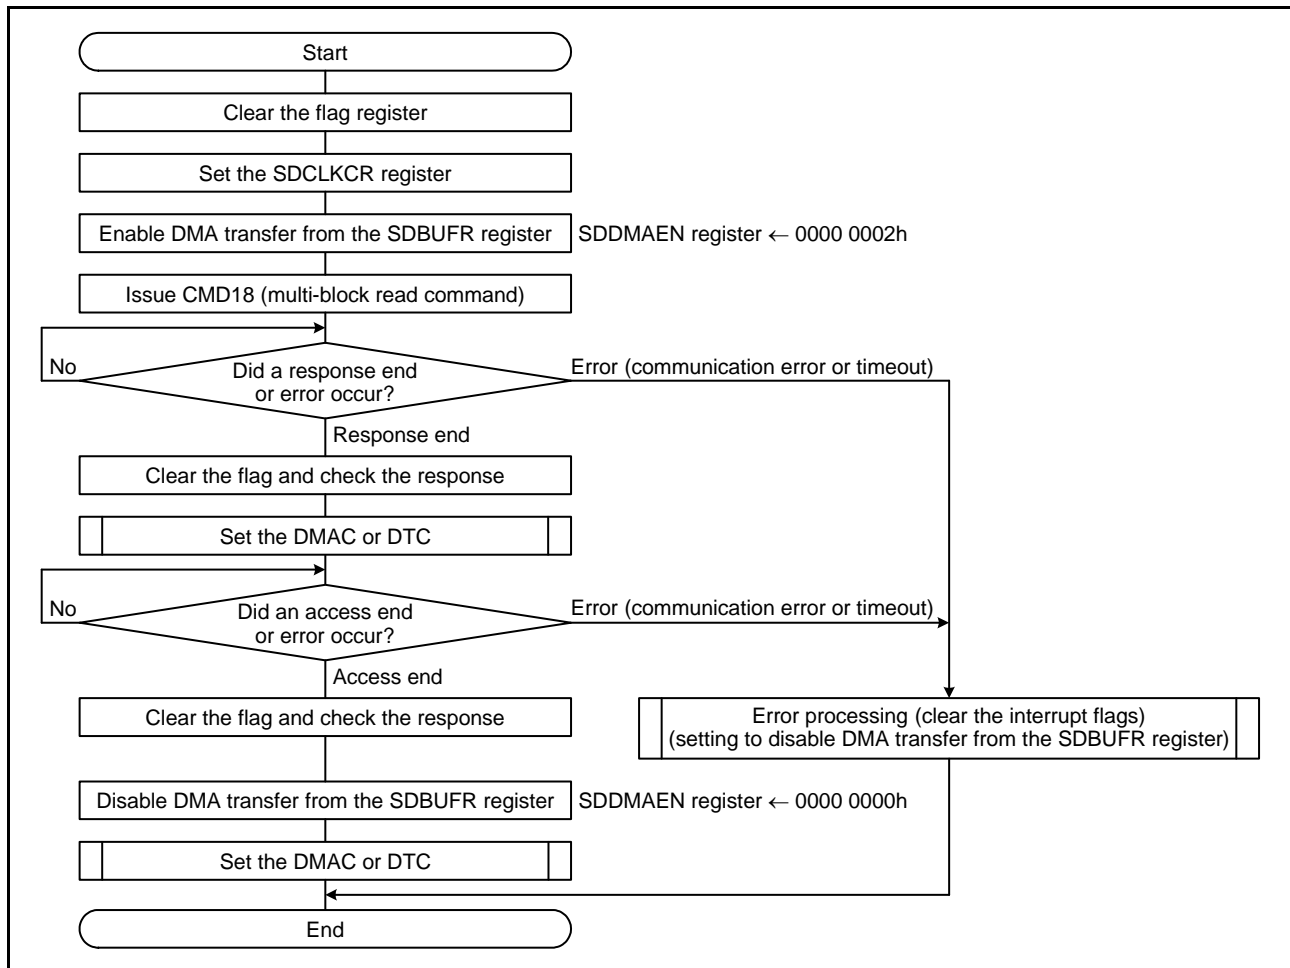 Start
Clear the flag register
Set the SDCLKCR register
Enable DMA transfer from the SDBUFR register
SDDMAEN register ← 0000 0002h
Issue CMD18 (multi-block read command)
No
Did a response end
or error occur?
Error (communication error or timeout)
Response end
Clear the flag and check the response
Set the DMAC or DTC
No
Did an access end
or error occur?
Error (communication error or timeout)
Access end
Clear the flag and check the response
Error processing (clear the interrupt flags)
(setting to disable DMA transfer from the SDBUFR register)
Disable DMA transfer from the SDBUFR register
SDDMAEN register ← 0000 0000h
Set the DMAC or DTC
End